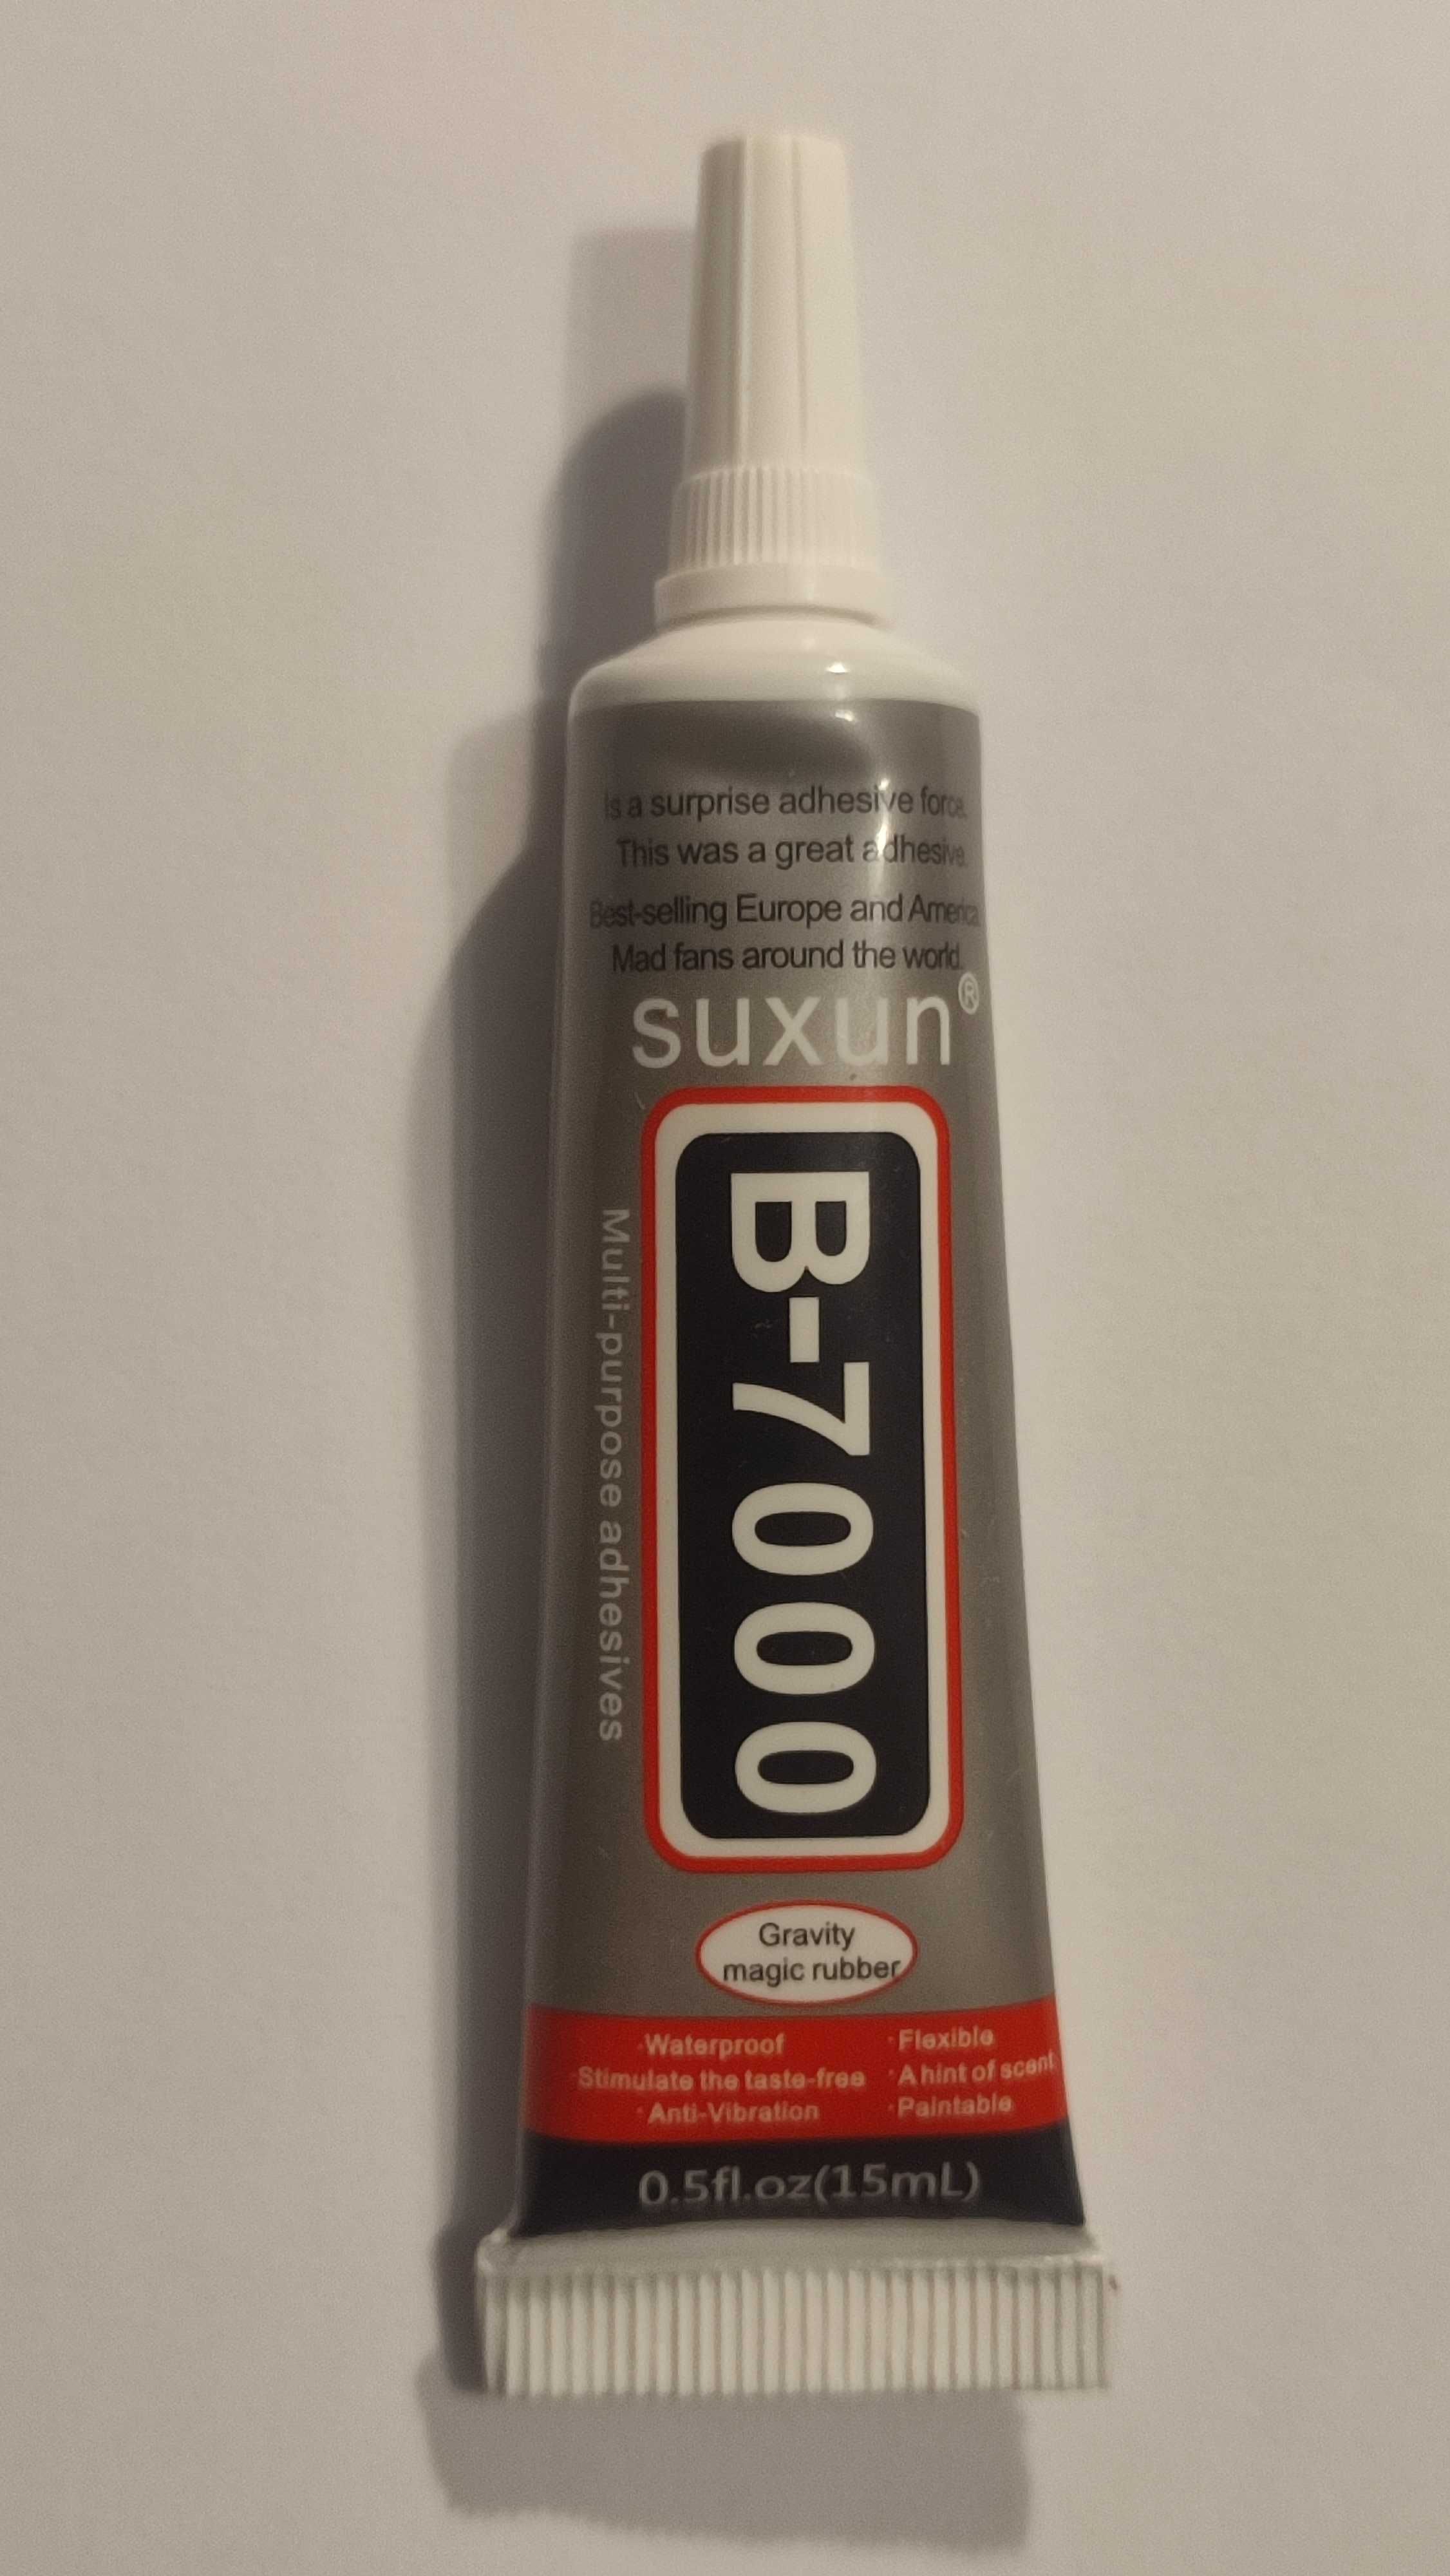 Is a surprise adhesive force.
This was a great adhesive.
Best-selling Europe and America
Mad fans around the world.
suxun®
B-7000
Multi-purpose adhesives
Gravity
magic rubber
·Waterproof
·Flexible
·Stimulate the taste-free
·A hint of scent
·Anti-Vibration
·Paintable
0.5fl.oz(15mL)